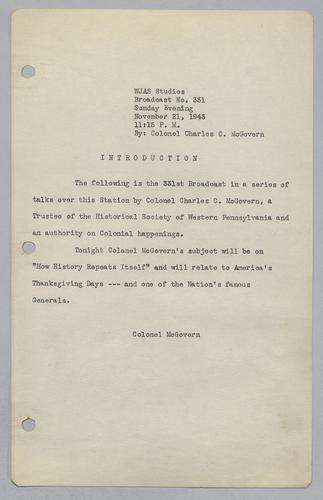 WJAS Studios
Broadcast No. 331
Sunday Evening
November 21, 1943
11:15 P. M.
By: Colonel Charles C. McGovern
INTRODUCTION
The following is the 331st Broadcast in a series of
talks over this Station by Colonel Charles C. McGovern, a
Trustee of the Historical Society of Western Pennsylvania and
an authority on Colonial happenings.
Tonight Colonel McGovern's subject will be on
"How History Repeats Itself" and will relate to America's
Thanksgiving Days --- and one of the Nation's famous
Generals.
Colonel McGovern